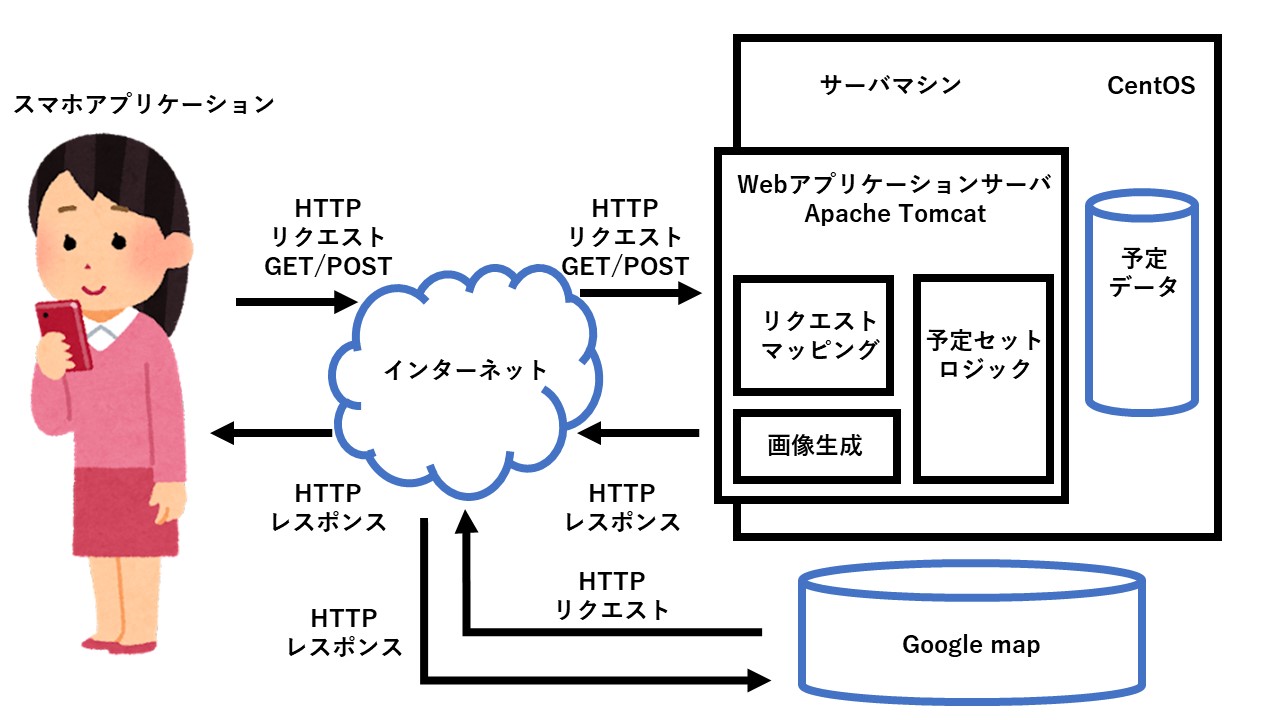 サーバマシン
CentOS
スマホアプリケーション
Webアプリケーションサーバ
Apache Tomcat
HTTP
リクエスト
GET/POST
HTTP
リクエスト
GET/POST
予定
データ
リクエスト
マッピング
予定セット
ロジック
インターネット
画像生成
HTTP
レスポンス
HTTP
レスポンス
HTTP
リクエスト
HTTP
レスポンス
Google map